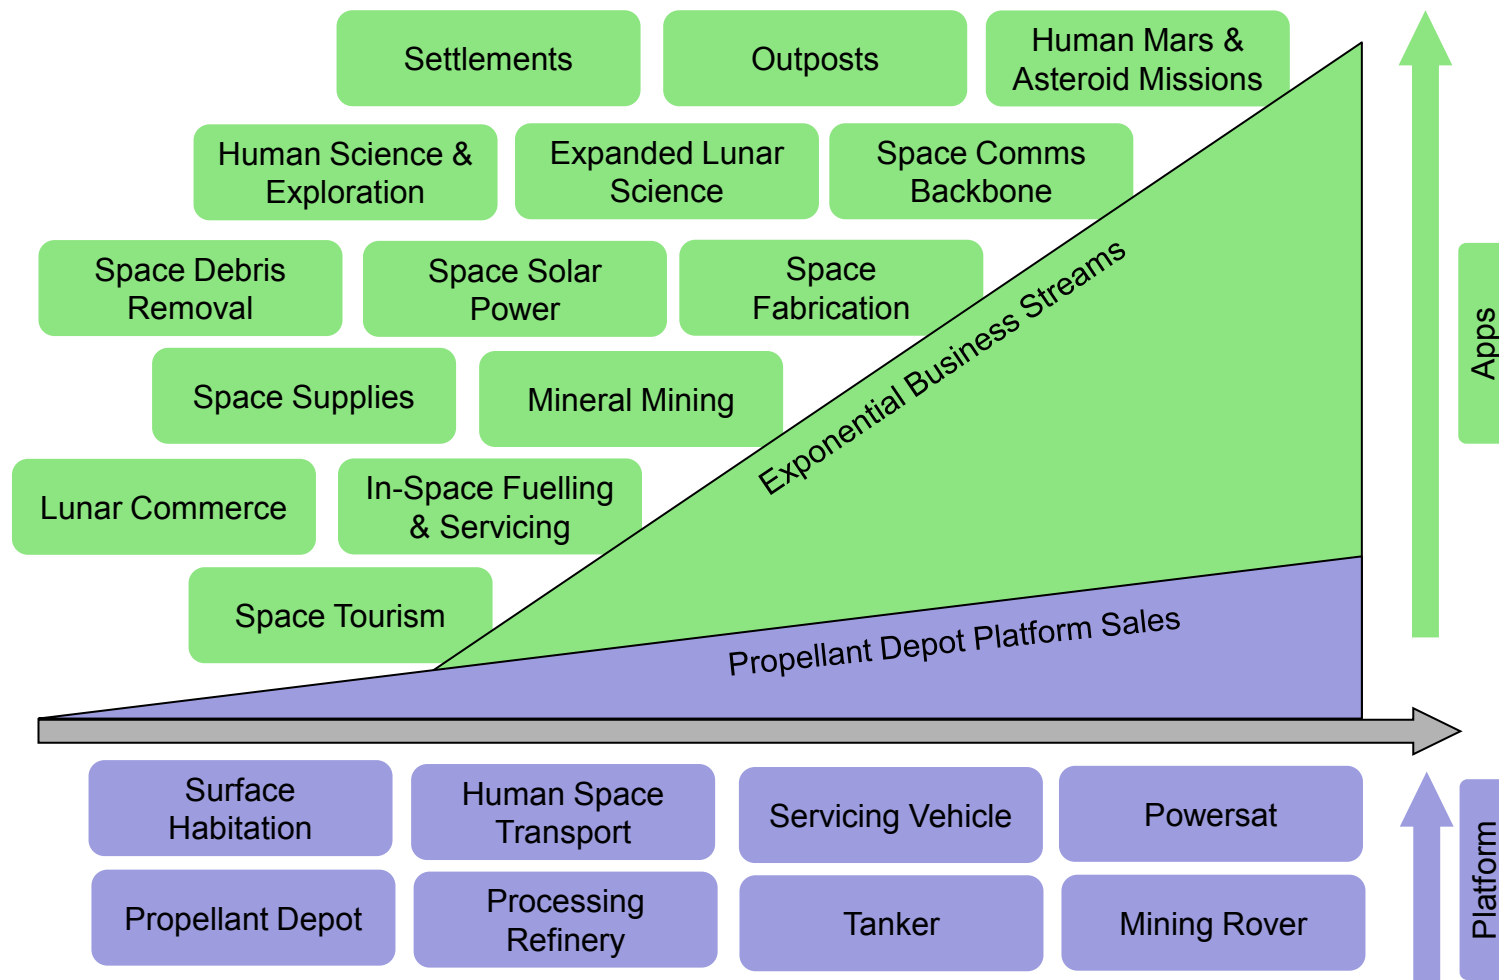 Settlements
Outposts
Human Mars &
Asteroid Missions
Human Science &
Exploration
Expanded Lunar
Science
Space Comms
Backbone
Space Debris
Removal
Space Solar
Power
Space
Fabrication
Space Supplies
Mineral Mining
Lunar Commerce
In-Space Fuelling
& Servicing
Space Tourism
Exponential Business Streams
Propellant Depot Platform Sales
Apps
Surface
Habitation
Human Space
Transport
Servicing Vehicle
Powersat
Propellant Depot
Processing
Refinery
Tanker
Mining Rover
Platform